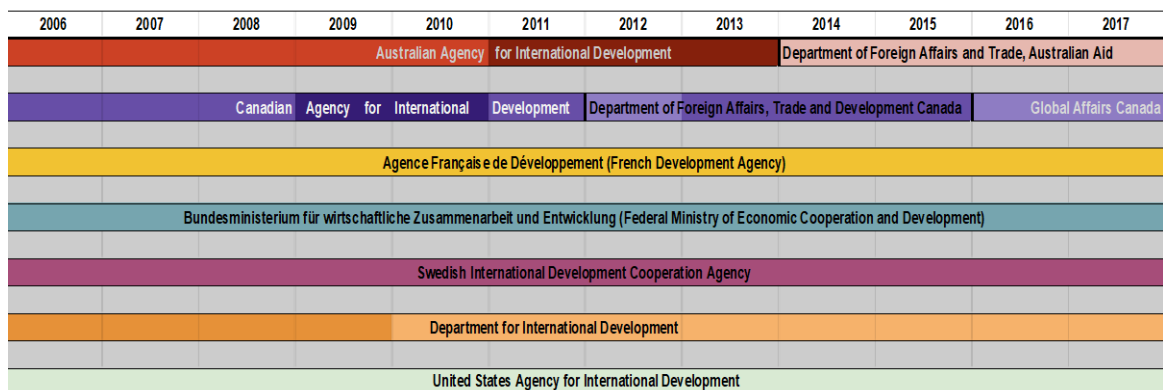 2006 2007 2008 2009 2010 2011 2012 2013 2014 2015 2016 2017
Australian Agency for International Development Department of Foreign Affairs and Trade, Australian Aid
Canadian Agency for International Development Department of Foreign Affairs, Trade and Development Canada Global Affairs Canada
Agence Française de Développement (French Development Agency)
Bundesministerium für wirtschaftliche Zusammenarbeit und Entwicklung (Federal Ministry of Economic Cooperation and Development)
Swedish International Development Cooperation Agency
Department for International Development
United States Agency for International Development